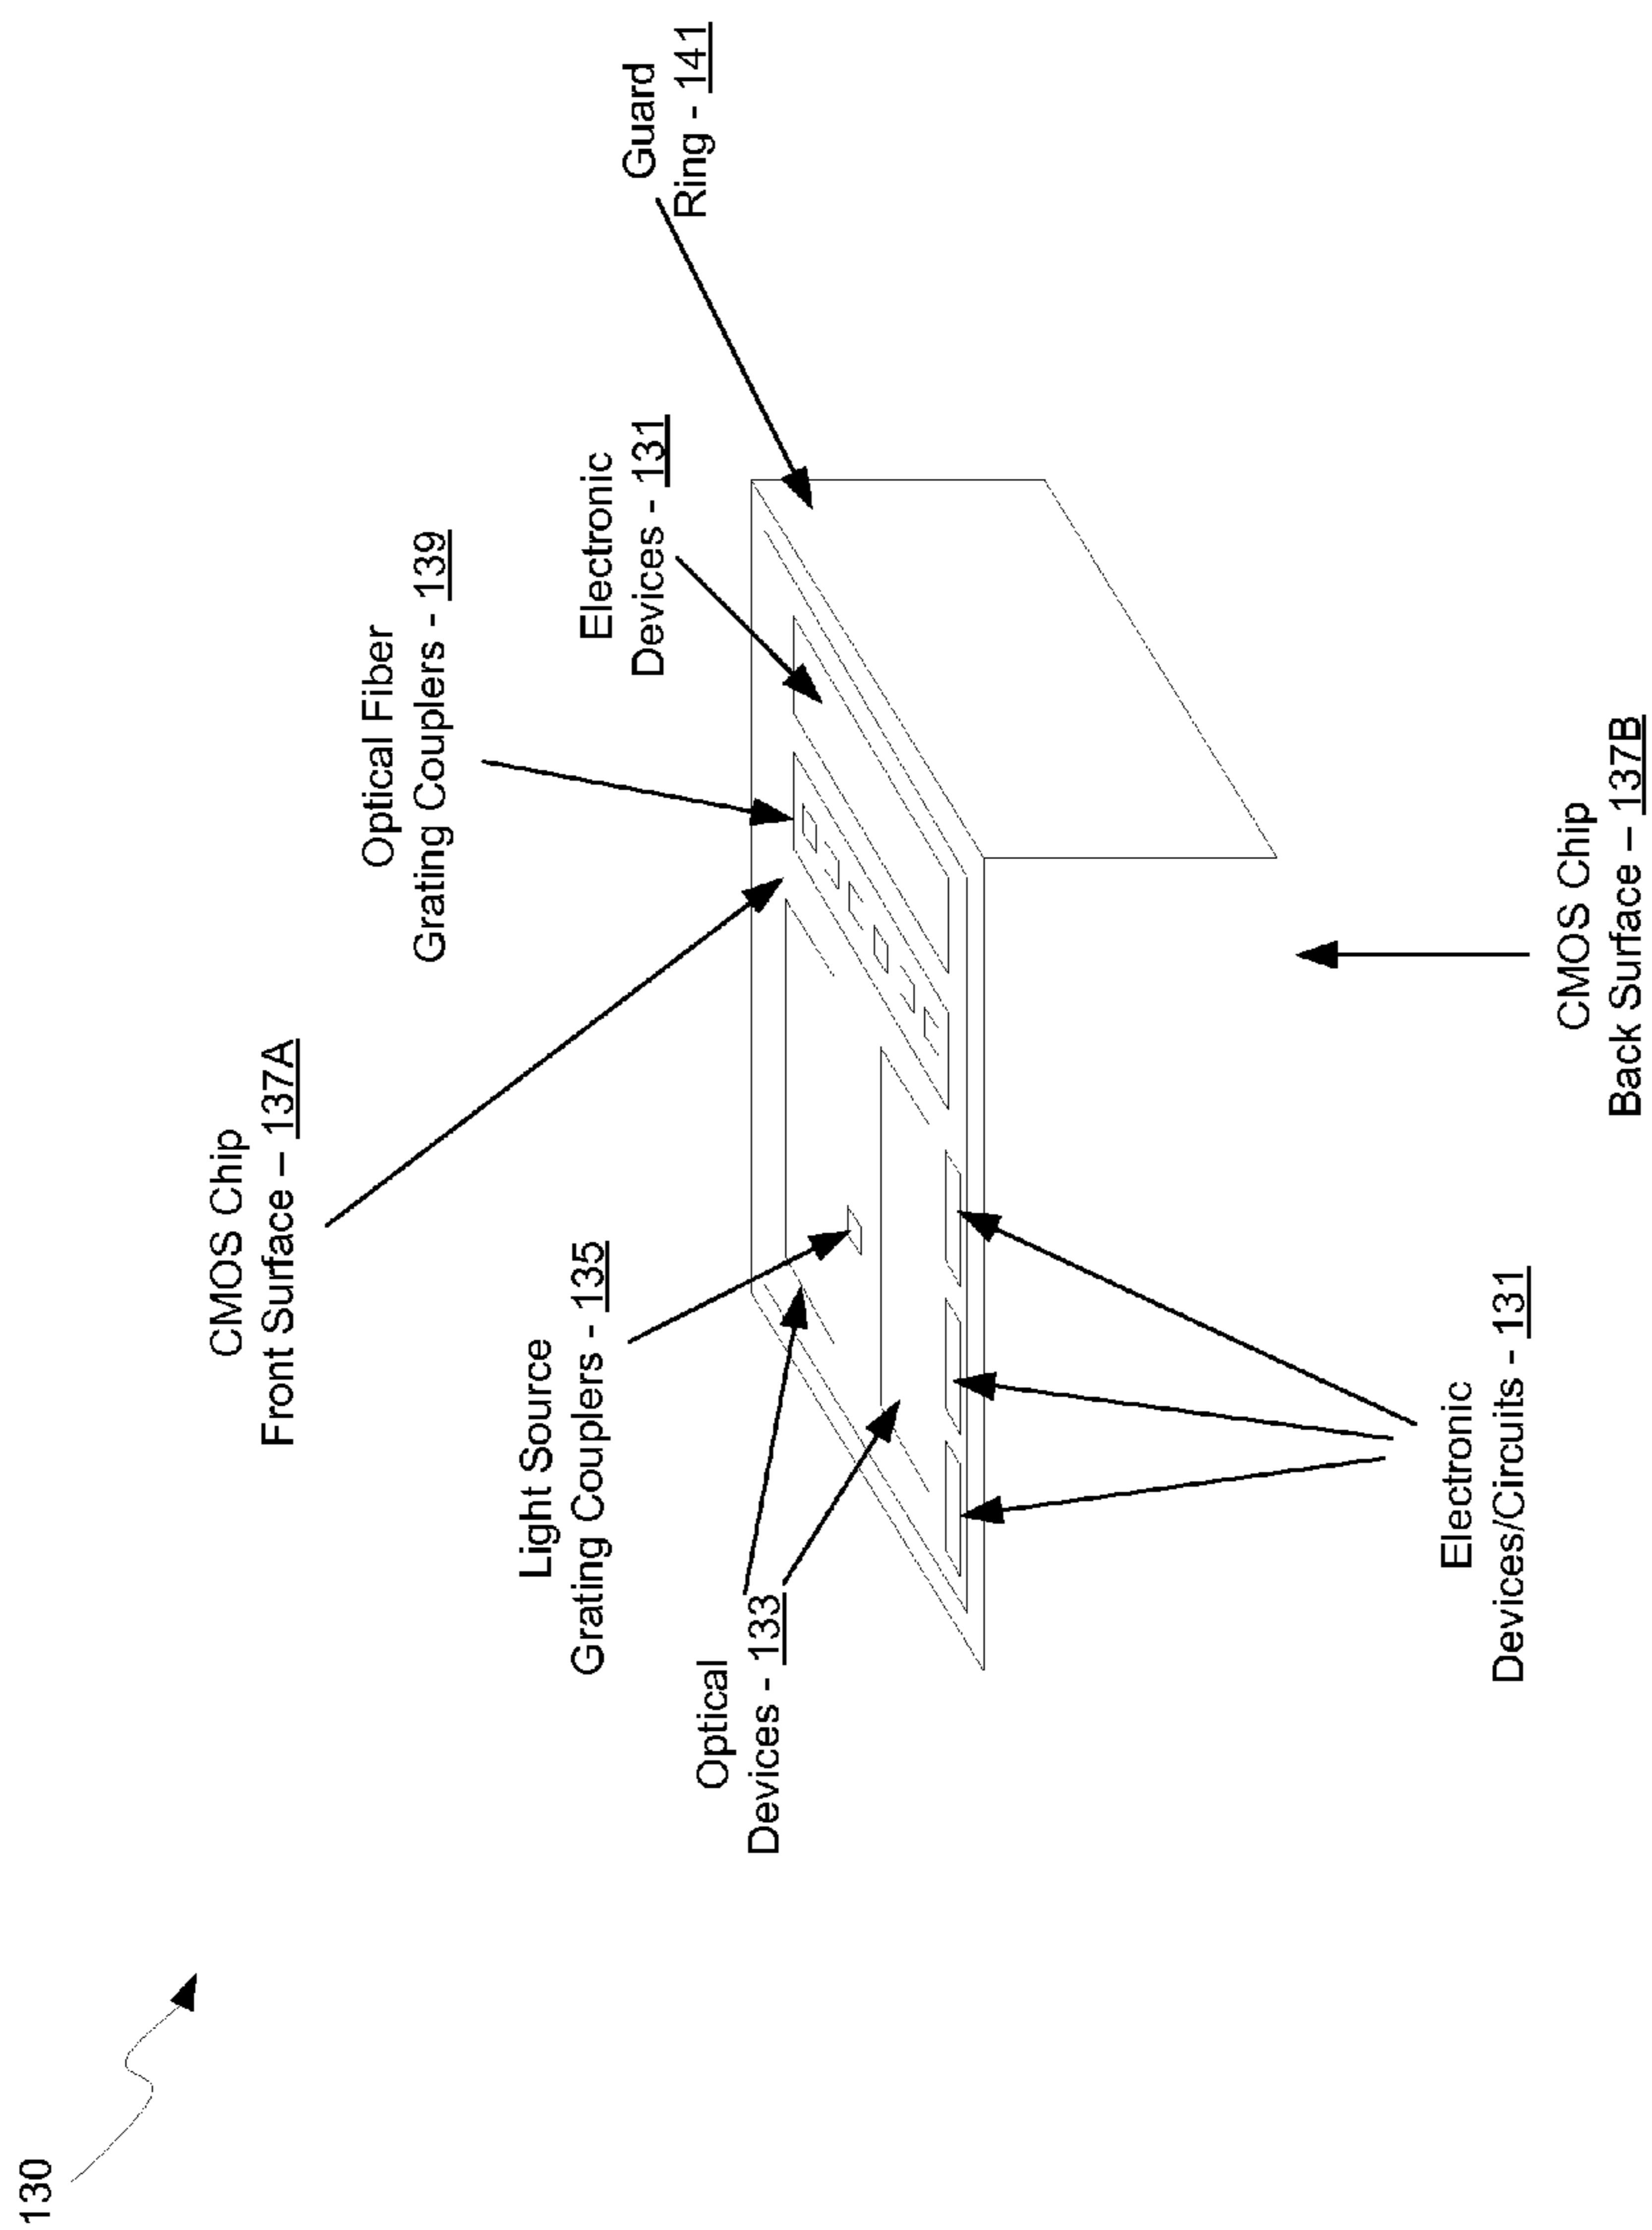 130
CMOS Chip
Front Surface – 137A
Optical Fiber
Grating Couplers - 139
Light Source
Grating Couplers - 135
Electronic
Devices - 131
Guard
Ring - 141
Optical
Devices - 133
Electronic
Devices/Circuits - 131
CMOS Chip
Back Surface – 137B